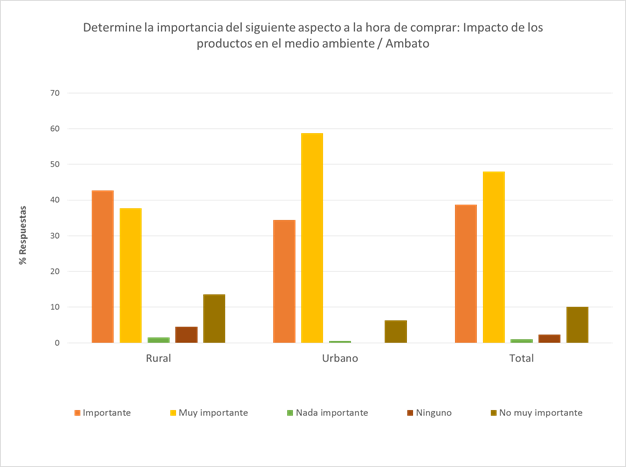 Determine la importancia del siguiente aspecto a la hora de comprar: Impacto de los
productos en el medio ambiente / Ambato
70
60
50
40
30
20
10
0
% Respuestas
Rural Urbano Total
Importante Muy importante Nada importante Ninguno No muy importante